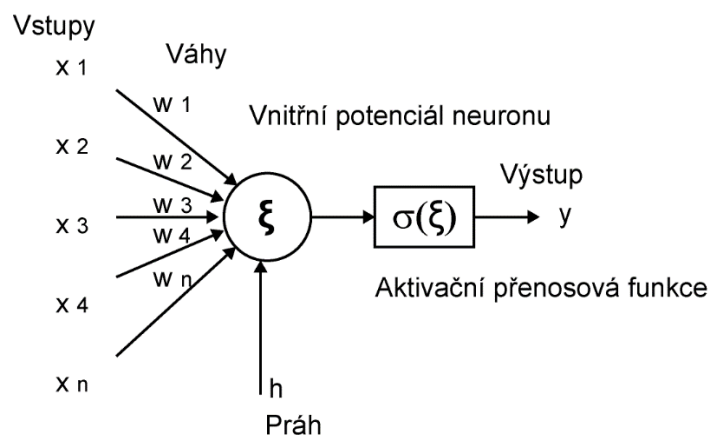 Vstupy
x 1
x 2
x 3
x 4
x n
Váhy
w 1
w 2
w 3
w 4
w n
Vnitřní potenciál neuronu
ξ
σ(ξ)
Výstup
y
Aktivační přenosová funkce
h
Práh